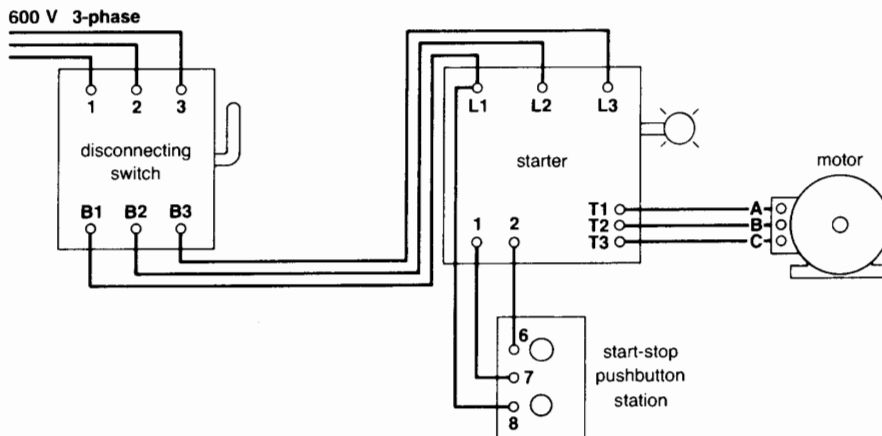 600 V 3-phase
1 2 3
disconnecting
switch
B1 B2 B3
L1 L2 L3
starter
1 2
T1
T2
T3
motor
A
B
C
6
7
8
start-stop
pushbutton
station